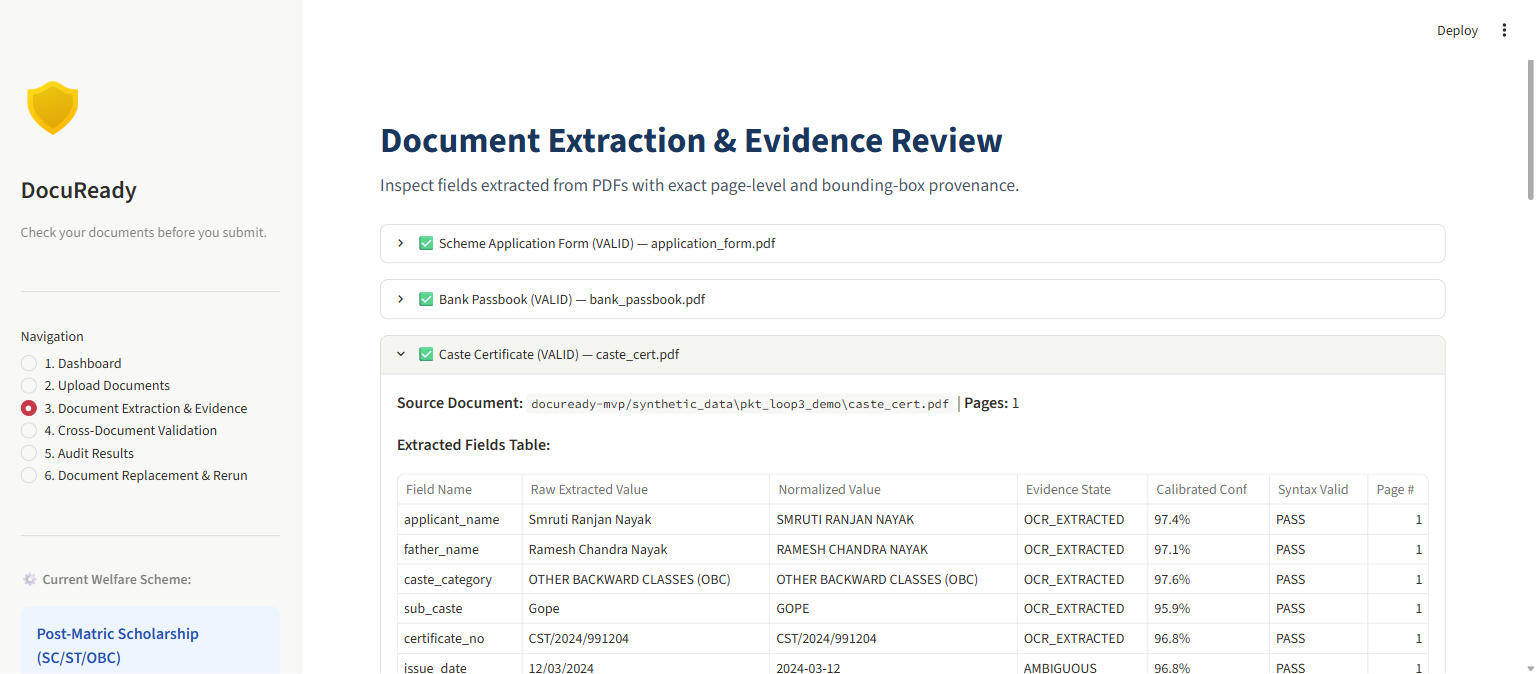 Deploy
DocuReady
Check your documents before you submit.
Navigation
1. Dashboard
2. Upload Documents
3. Document Extraction & Evidence
4. Cross-Document Validation
5. Audit Results
6. Document Replacement & Rerun
Current Welfare Scheme:
Post-Matric Scholarship
(SC/ST/OBC)
Document Extraction & Evidence Review
Inspect fields extracted from PDFs with exact page-level and bounding-box provenance.
Scheme Application Form (VALID) — application_form.pdf
Bank Passbook (VALID) — bank_passbook.pdf
Caste Certificate (VALID) — caste_cert.pdf
Source Document: docuready-mvp/synthetic_data\pkt_loop3_demo\caste_cert.pdf | Pages: 1
Extracted Fields Table:
Field Name Raw Extracted Value Normalized Value Evidence State Calibrated Conf Syntax Valid Page #
applicant_name Smruti Ranjan Nayak SMRUTI RANJAN NAYAK OCR_EXTRACTED 97.4% PASS 1
father_name Ramesh Chandra Nayak RAMESH CHANDRA NAYAK OCR_EXTRACTED 97.1% PASS 1
caste_category OTHER BACKWARD CLASSES (OBC) OTHER BACKWARD CLASSES (OBC) OCR_EXTRACTED 97.6% PASS 1
sub_caste Gope GOPE OCR_EXTRACTED 95.9% PASS 1
certificate_no CST/2024/991204 CST/2024/991204 OCR_EXTRACTED 96.8% PASS 1
issue_date 12/03/2024 2024-03-12 AMBIGUOUS 96.8% PASS 1